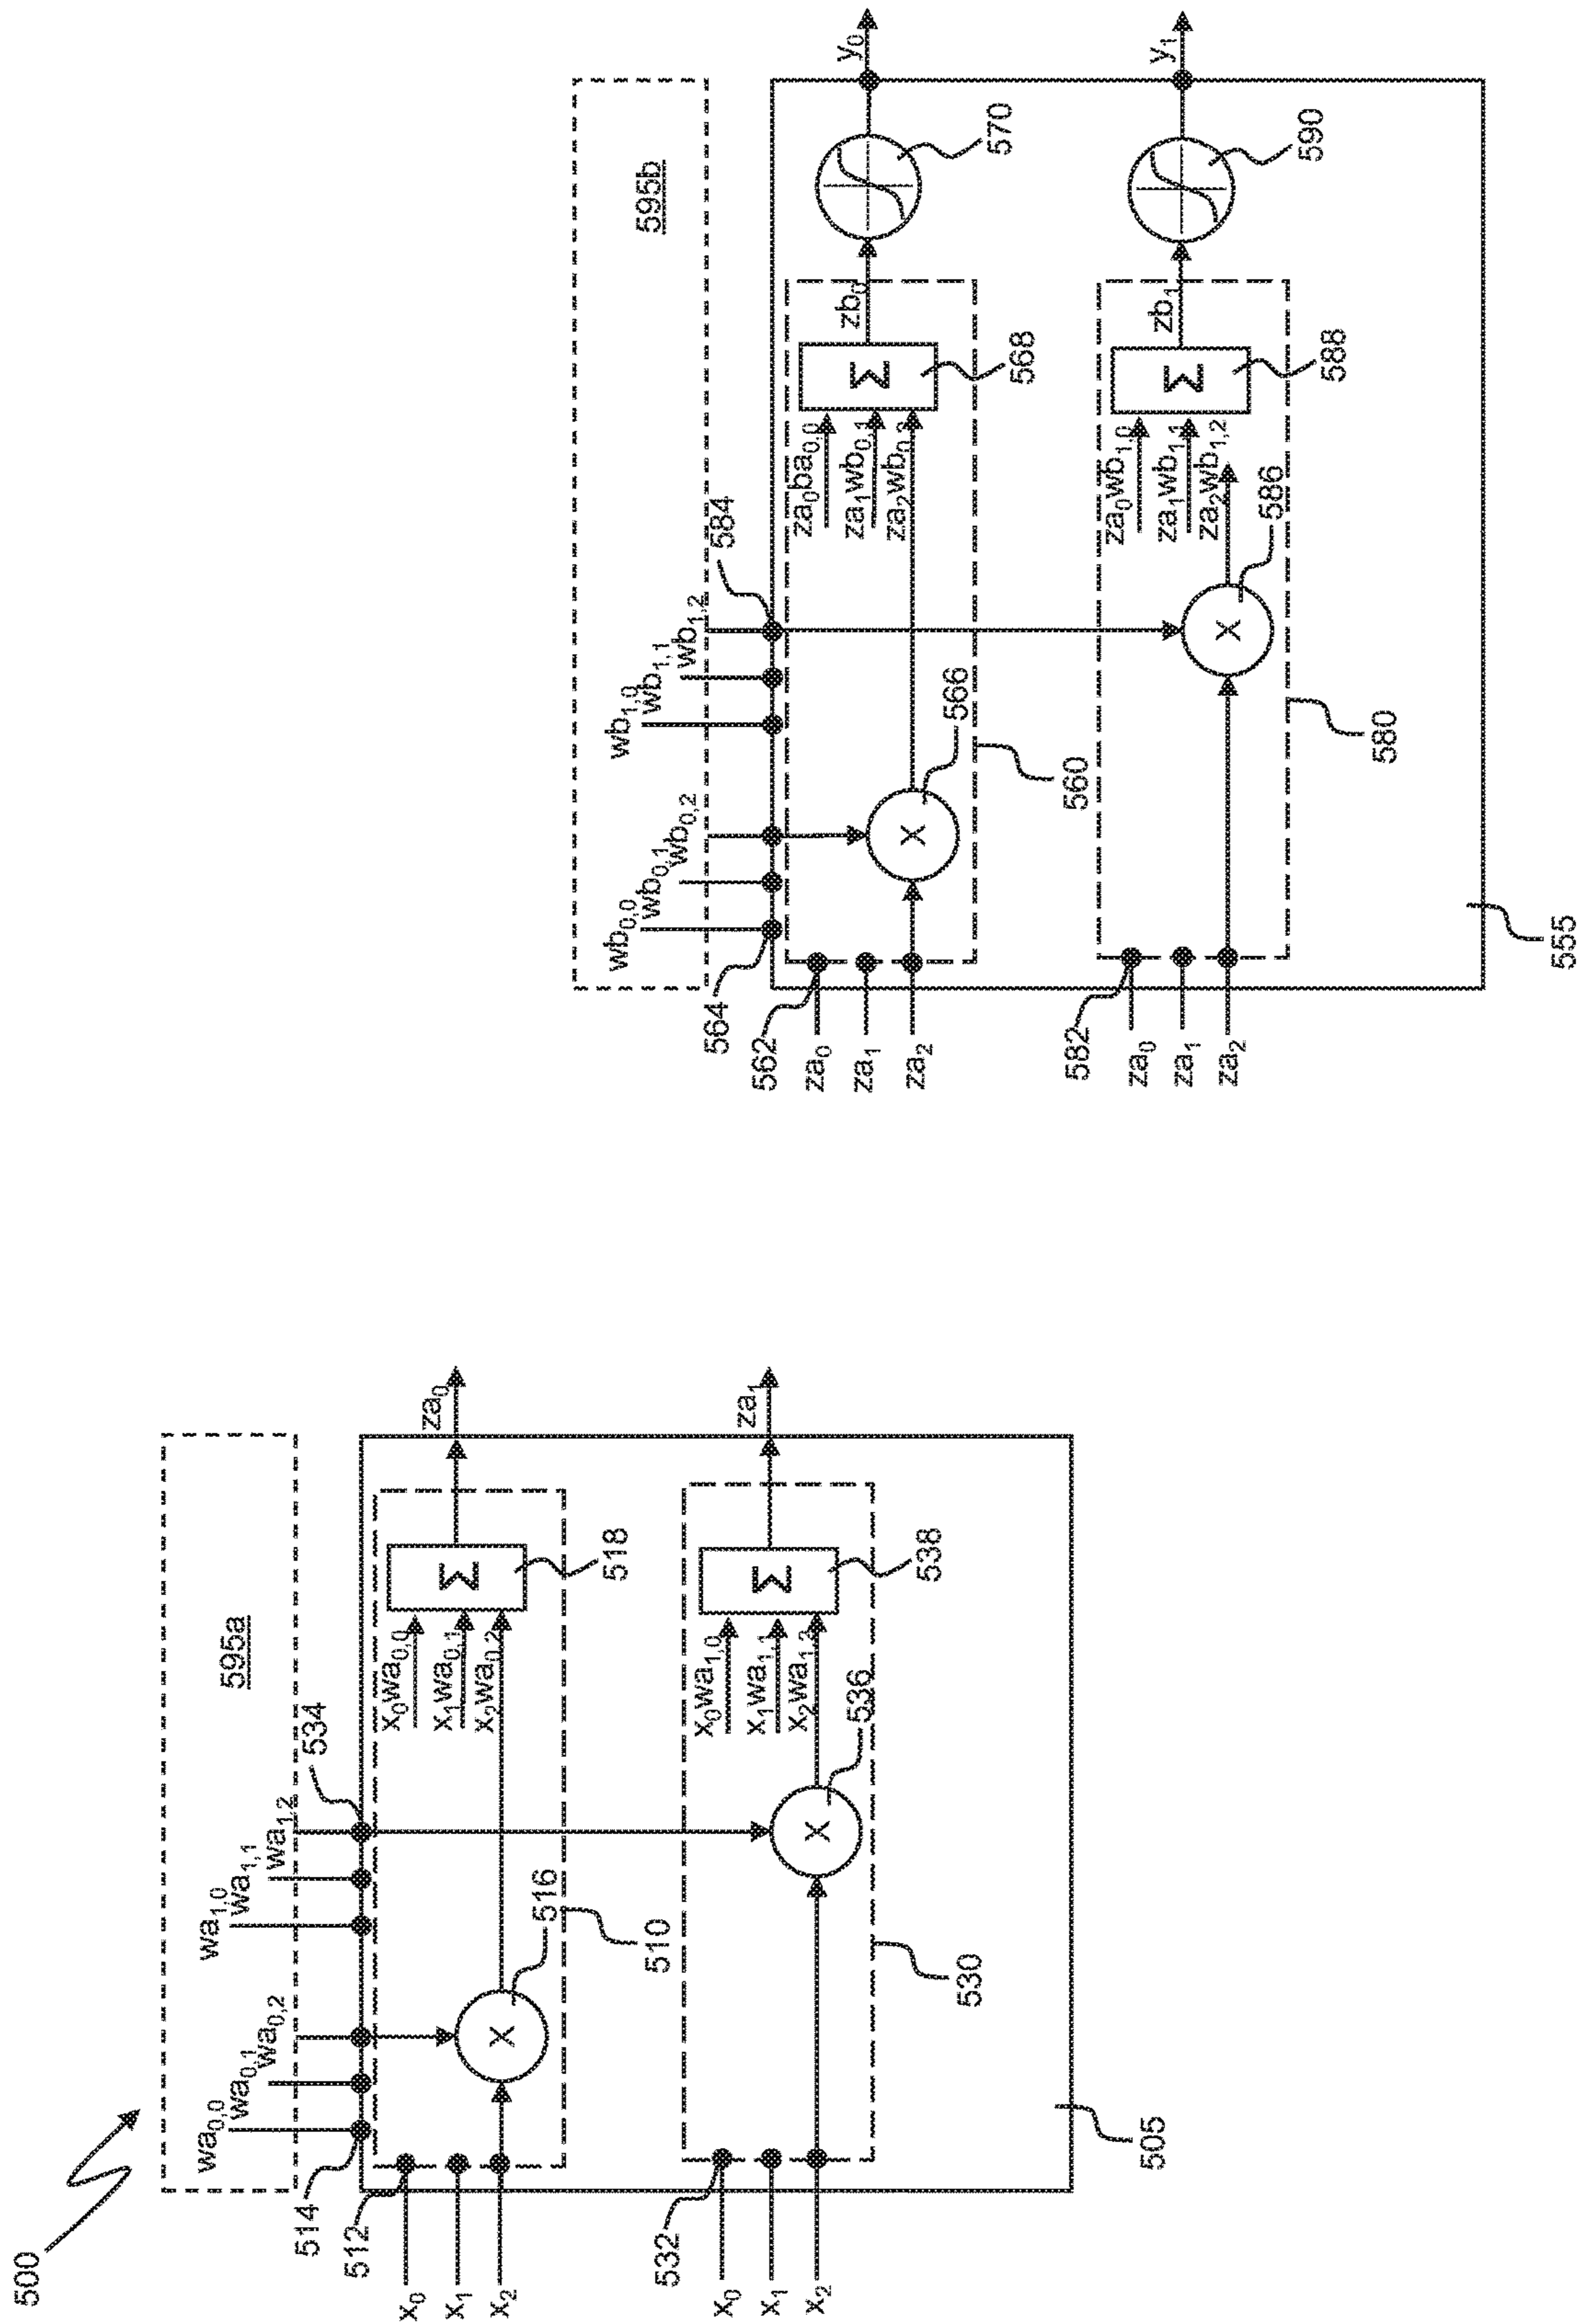 500
595a
wa0,0
wa0,1
wa0,2
wa1,0
wa1,1
wa1,2
534
514
512
x0
x1
x2
516
510
x0wa0,0
x1wa0,1
x2wa0,2
Σ
518
za0
X
532
x0
x1
x2
X
536
530
x0wa1,0
x1wa1,1
x2wa1,2
Σ
538
za1
505
595b
wb0,0
wb0,1
wb0,2
wb1,0
wb1,1
wb1,2
584
564
562
za0
za1
za2
X
566
560
za0ba0,0
za1wb0,1
za2wb0,2
Σ
568
zb0
570
y0
582
za0
za1
za2
X
586
580
za0wb1,0
za1wb1,1
za2wb1,2
Σ
588
zb1
590
y1
555